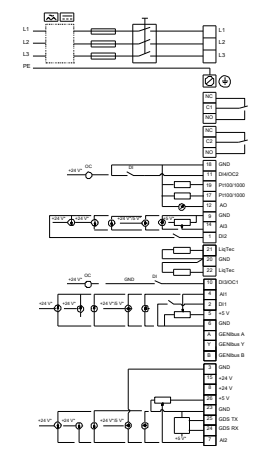 L1 L1
L2 L2
L3 L3
PE
NC
C1
NO
NC
C2
NO
18 GND
+24 V* OC DI 11 DI4/OC2
19 Pt100/1000
17 Pt100/1000
12 AO
9 GND
+24 V* +24 V* +24 V*/5 V* +24 V* 14 AI3
1 DI2
21 LiqTec
20 GND
22 LiqTec
+24 V* OC GND DI 10 DI3/OC1
4 AI1
+24 V* +24 V* +24 V*/5 V* +24 V* 2 DI1
5 +5 V
6 GND
A GENIbus A
Y GENIbus Y
B GENIbus B
3 GND
15 +24 V
8 +24 V
26 +5 V
23 GND
+24 V* +24 V* +24 V*/5 V* +24 V* 25 GDS TX
24 GDS RX
+5 V* 7 AI2